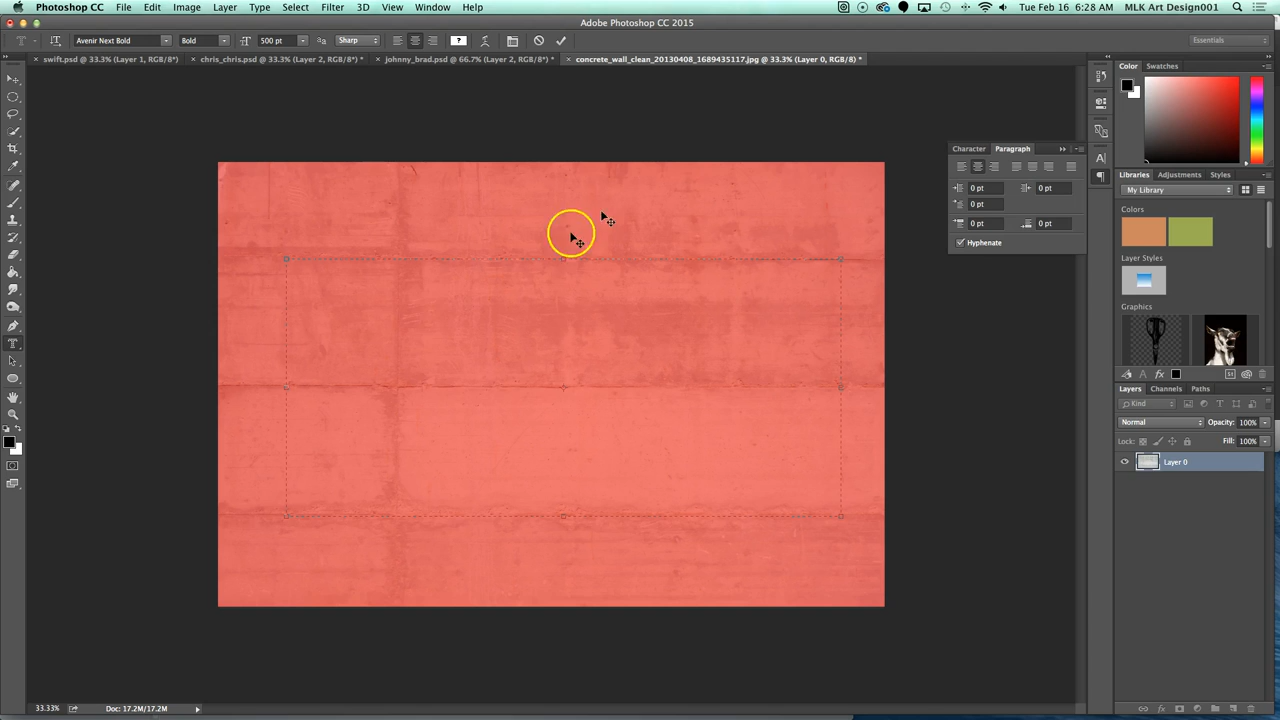 Photoshop CC File Edit Image Layer Type Select Filter 3D View Window Help Tue Feb 16 6:28 AM MLK Art Design001
Adobe Photoshop CC 2015
Avenir Next Bold Bold 500 pt Sharp Essentials
swift.psd @ 33.3% (Layer 1, RGB/8*) chris_chris.psd @ 33.3% (Layer 2, RGB/8*) * johnny_brad.psd @ 66.7% (Layer 2, RGB/8*) * concrete_wall_clean_20130408_1689435117.jpg @ 33.3% (Layer 0, RGB/8) *
Color Swatches
Character Paragraph
0 pt 0 pt
0 pt
0 pt 0 pt
Hyphenate
Libraries Adjustments Styles
My Library
Colors
Layer Styles
Graphics
Layers Channels Paths
Kind
Normal Opacity: 100%
Lock: Fill: 100%
Layer 0
33.33% Doc: 17.2M/17.2M